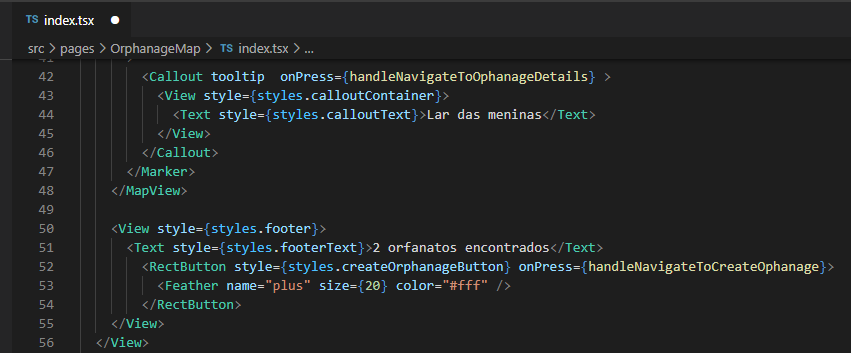 TS index.tsx ●
src > pages > OrphanageMap > TS index.tsx > ...
42 <Callout tooltip  onPress={handleNavigateToOphanageDetails} >
43 <View style={styles.calloutContainer}>
44 <Text style={styles.calloutText}>Lar das meninas</Text>
45 </View>
46 </Callout>
47 </Marker>
48 </MapView>
49
50 <View style={styles.footer}>
51 <Text style={styles.footerText}>2 orfanatos encontrados</Text>
52 <RectButton style={styles.createOrphanageButton} onPress={handleNavigateToCreateOphanage}>
53 <Feather name="plus" size={20} color="#fff" />
54 </RectButton>
55 </View>
56 </View>